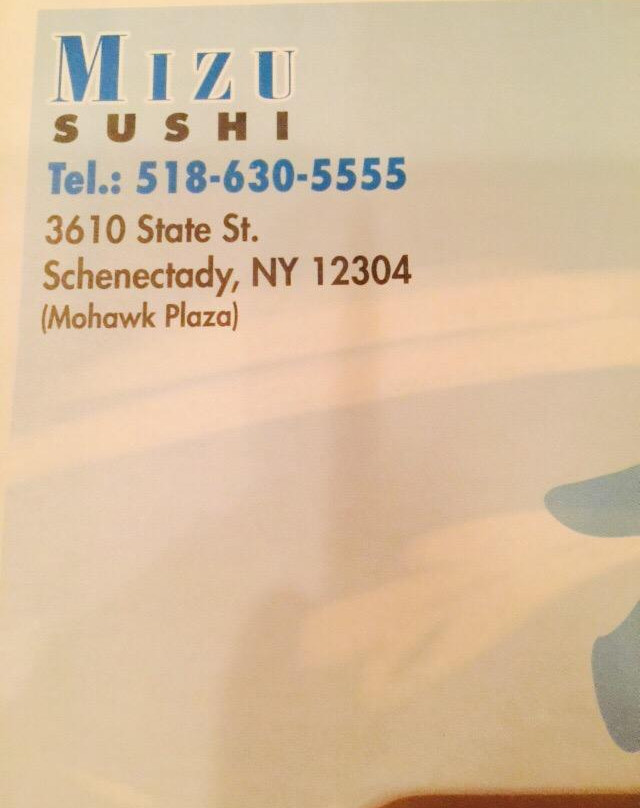 MIZU
SUSHI
Tel.: 518-630-5555
3610 State St.
Schenectady, NY 12304
(Mohawk Plaza)